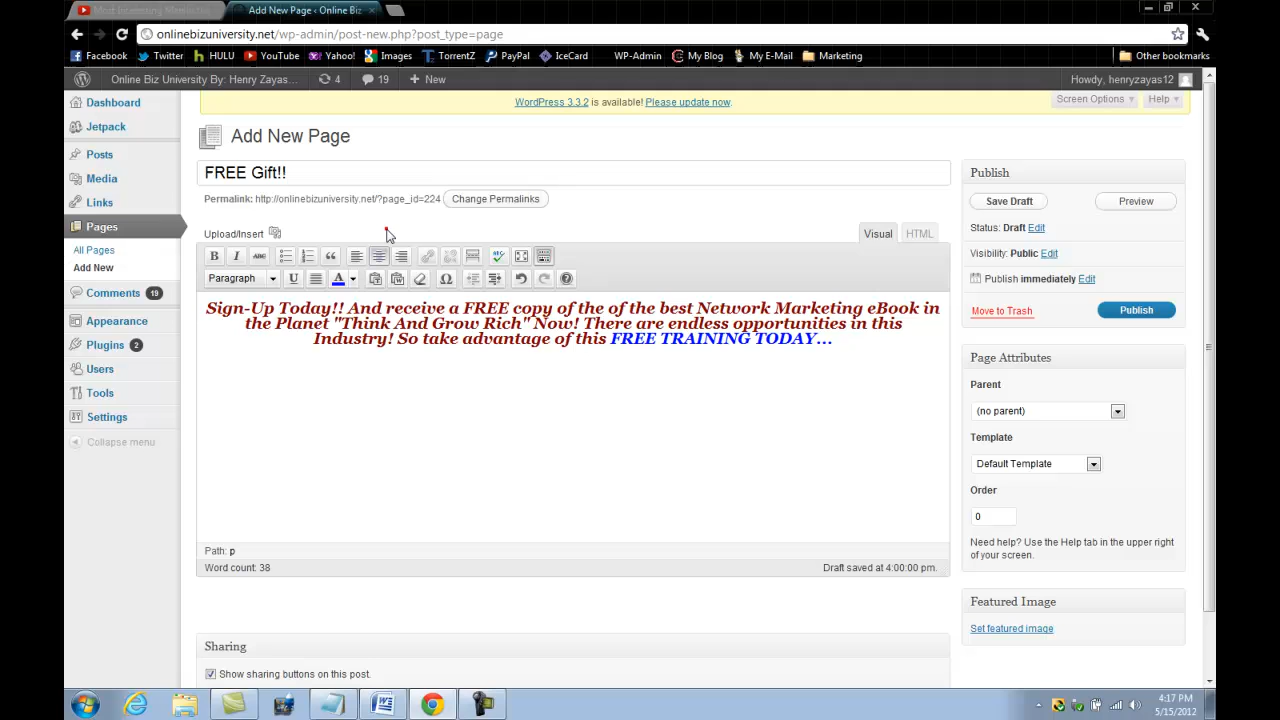 Add New Page ‹ Online Biz
onlinebizuniversity.net/wp-admin/post-new.php?post_type=page
Facebook Twitter HULU YouTube Yahoo! Images TorrentZ PayPal IceCard WP-Admin My Blog My E-Mail Marketing Other bookmarks
Online Biz University By: Henry Zayas... 4 19 New Howdy, henryzayas12
WordPress 3.3.2 is available! Please update now.
Screen Options Help
Dashboard
Jetpack
Posts
Media
Links
Pages
All Pages
Add New
Comments 19
Appearance
Plugins 2
Users
Tools
Settings
Collapse menu
Add New Page
FREE Gift!!
Permalink: http://onlinebizuniversity.net/?page_id=224 Change Permalinks
Upload/Insert Visual HTML
B I ABC
Paragraph U A
Sign-Up Today!! And receive a FREE copy of the of the best Network Marketing eBook in
the Planet "Think And Grow Rich" Now! There are endless opportunities in this
Industry! So take advantage of this FREE TRAINING TODAY...
Path: p
Word count: 38 Draft saved at 4:00:00 pm.
Sharing
Show sharing buttons on this post.
Publish
Save Draft Preview
Status: Draft Edit
Visibility: Public Edit
Publish immediately Edit
Move to Trash Publish
Page Attributes
Parent
(no parent)
Template
Default Template
Order
0
Need help? Use the Help tab in the upper right
of your screen.
Featured Image
Set featured image
4:17 PM
5/15/2012